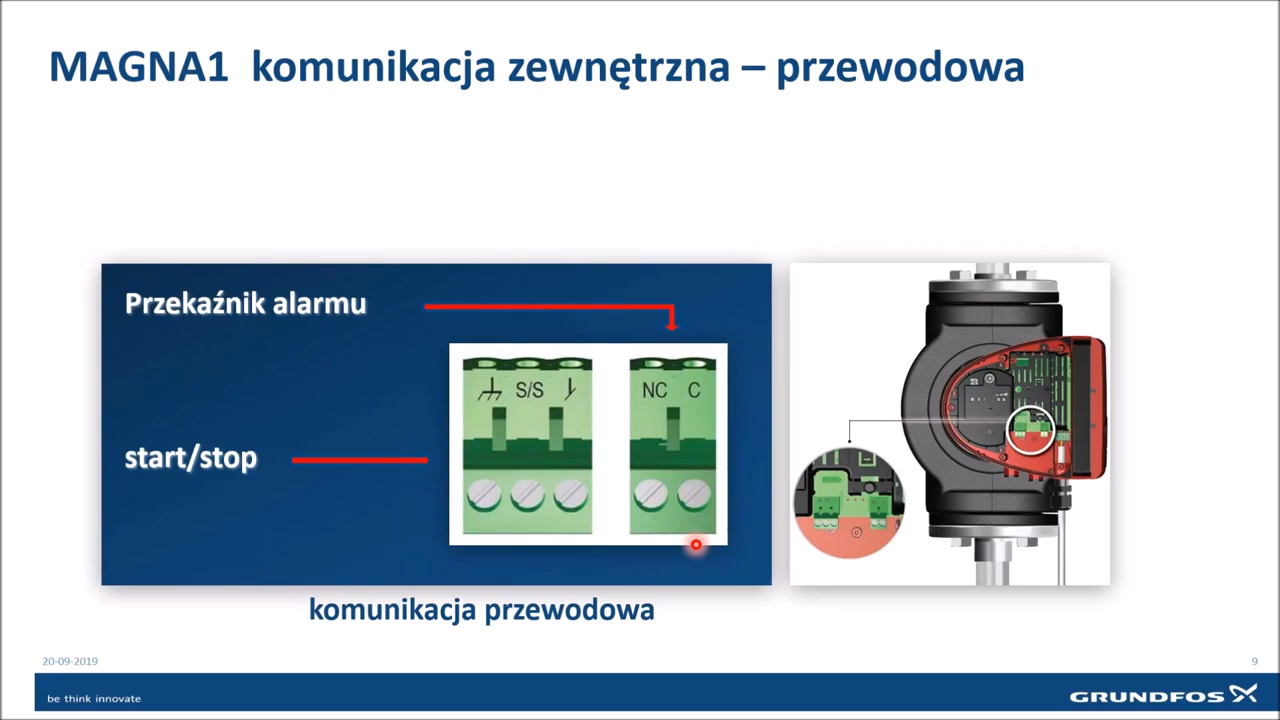 MAGNA1 komunikacja zewnętrzna – przewodowa
Przekaźnik alarmu
S/S
NC C
start/stop
komunikacja przewodowa
20-09-2019
9
be think innovate
GRUNDFOS